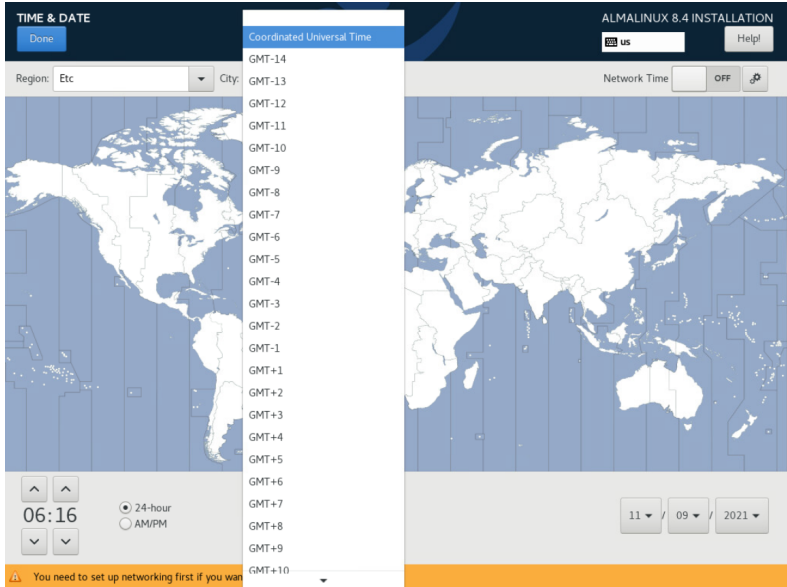 TIME & DATE
ALMALINUX 8.4 INSTALLATION
Done
us
Help!
Region: Etc
City:
Network Time
OFF
Coordinated Universal Time
GMT-14
GMT-13
GMT-12
GMT-11
GMT-10
GMT-9
GMT-8
GMT-7
GMT-6
GMT-5
GMT-4
GMT-3
GMT-2
GMT-1
GMT+1
GMT+2
GMT+3
GMT+4
GMT+5
GMT+6
GMT+7
GMT+8
GMT+9
GMT+10
06:16
24-hour
AM/PM
11 / 09 / 2021
You need to set up networking first if you wan